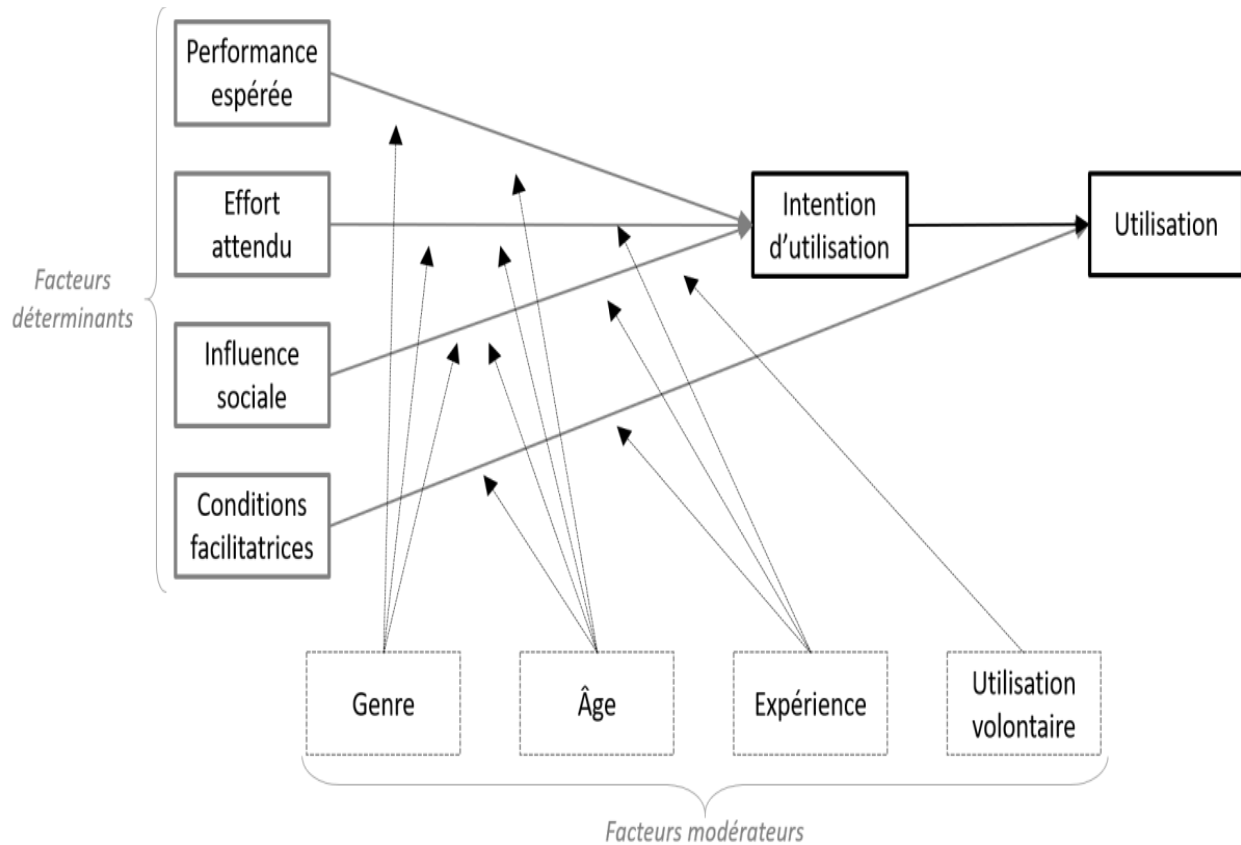 Performance
espérée
Effort
attendu
Intention
d'utilisation
Utilisation
Facteurs
déterminants
Influence
sociale
Conditions
facilitatrices
Genre
Âge
Expérience
Utilisation
volontaire
Facteurs modérateurs